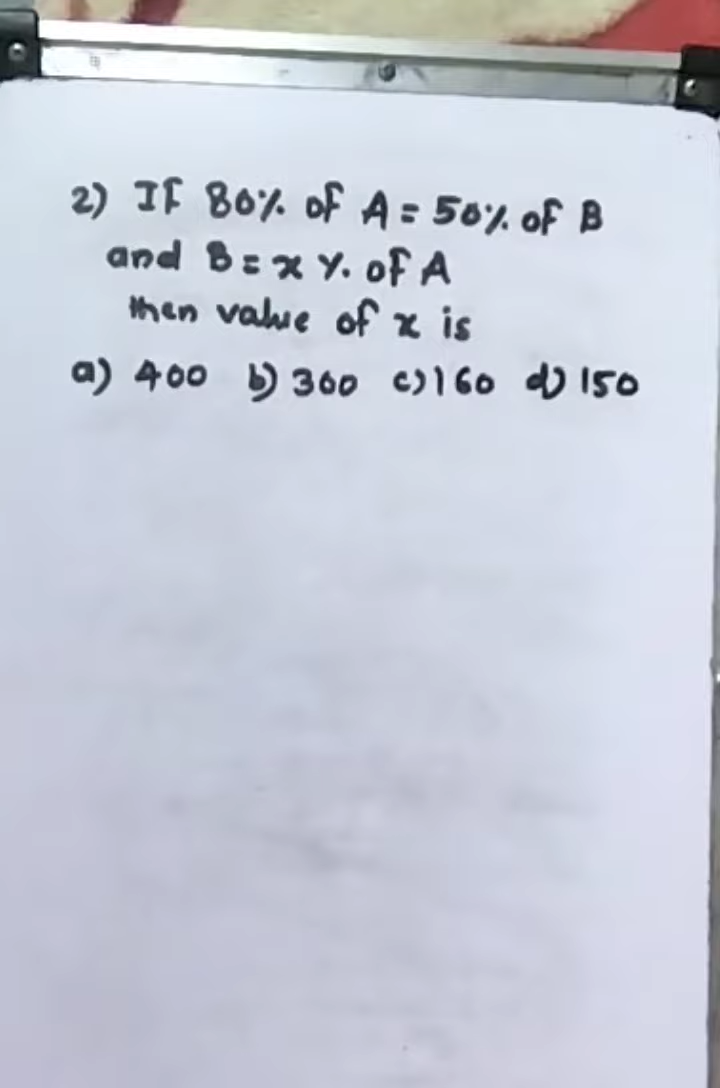 2) If 80% of A = 50% of B
and B = x %. of A
then value of x is
a) 400 b) 300 c) 160 d) 150